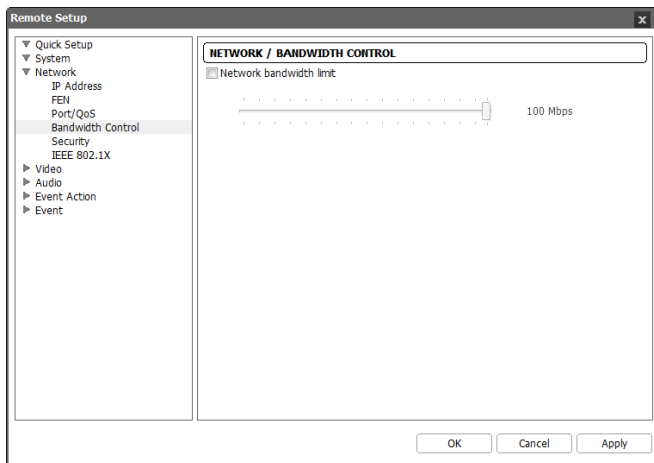 Remote Setup
x
Quick Setup
System
Network
IP Address
FEN
Port/QoS
Bandwidth Control
Security
IEEE 802.1X
Video
Audio
Event Action
Event
NETWORK / BANDWIDTH CONTROL
Network bandwidth limit
100 Mbps
OK
Cancel
Apply